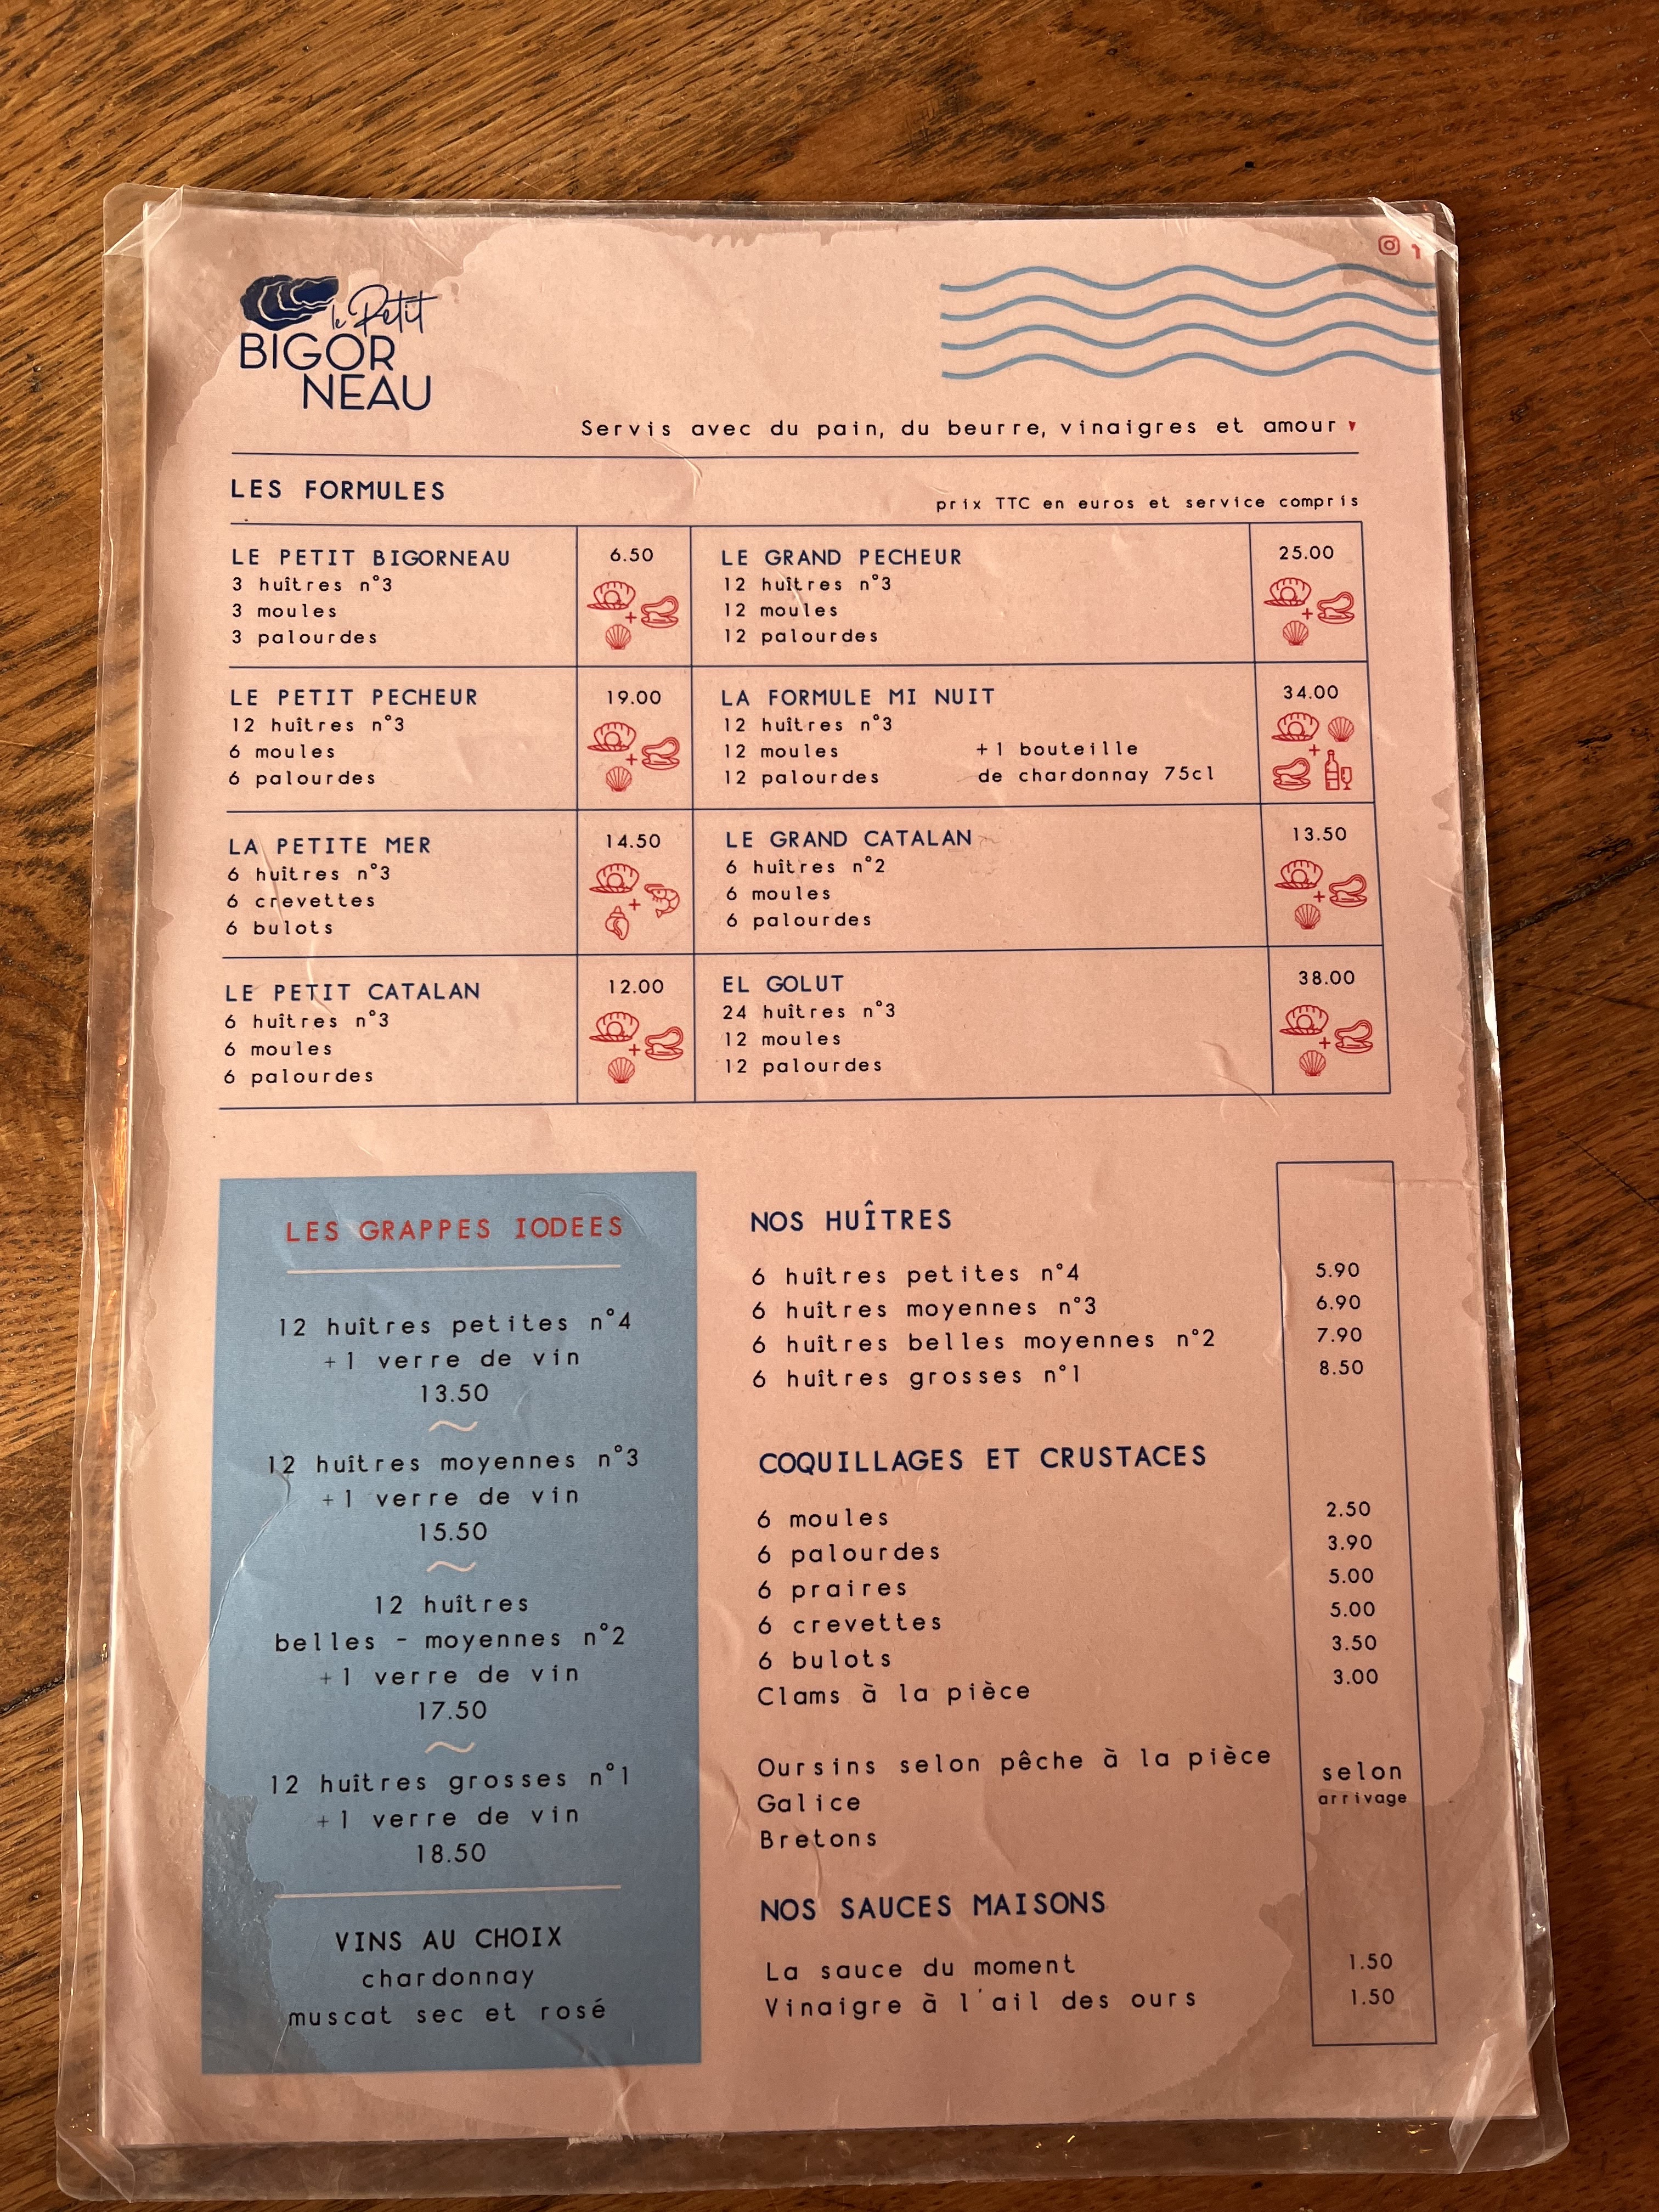 le Petit
BIGOR
NEAU
Servis avec du pain, du beurre, vinaigres et amour
LES FORMULES
prix TTC en euros et service compris
LE PETIT BIGORNEAU 6.50
3 huîtres n°3
3 moules
3 palourdes
LE GRAND PECHEUR 25.00
12 huîtres n°3
12 moules
12 palourdes
LE PETIT PECHEUR 19.00
12 huîtres n°3
6 moules
6 palourdes
LA FORMULE MI NUIT 34.00
12 huîtres n°3
12 moules +1 bouteille
12 palourdes de chardonnay 75cl
LA PETITE MER 14.50
6 huîtres n°3
6 crevettes
6 bulots
LE GRAND CATALAN 13.50
6 huîtres n°2
6 moules
6 palourdes
LE PETIT CATALAN 12.00
6 huîtres n°3
6 moules
6 palourdes
EL GOLUT 38.00
24 huîtres n°3
12 moules
12 palourdes
LES GRAPPES IODEES
12 huîtres petites n°4
+1 verre de vin
13.50
12 huîtres moyennes n°3
+1 verre de vin
15.50
12 huîtres
belles - moyennes n°2
+1 verre de vin
17.50
12 huîtres grosses n°1
+1 verre de vin
18.50
VINS AU CHOIX
chardonnay
muscat sec et rosé
NOS HUÎTRES
6 huîtres petites n°4 5.90
6 huîtres moyennes n°3 6.90
6 huîtres belles moyennes n°2 7.90
6 huîtres grosses n°1 8.50
COQUILLAGES ET CRUSTACES
6 moules 2.50
6 palourdes 3.90
6 praires 5.00
6 crevettes 5.00
6 bulots 3.50
Clams à la pièce 3.00
Oursins selon pêche à la pièce selon
Galice arrivage
Bretons
NOS SAUCES MAISONS
La sauce du moment 1.50
Vinaigre à l'ail des ours 1.50